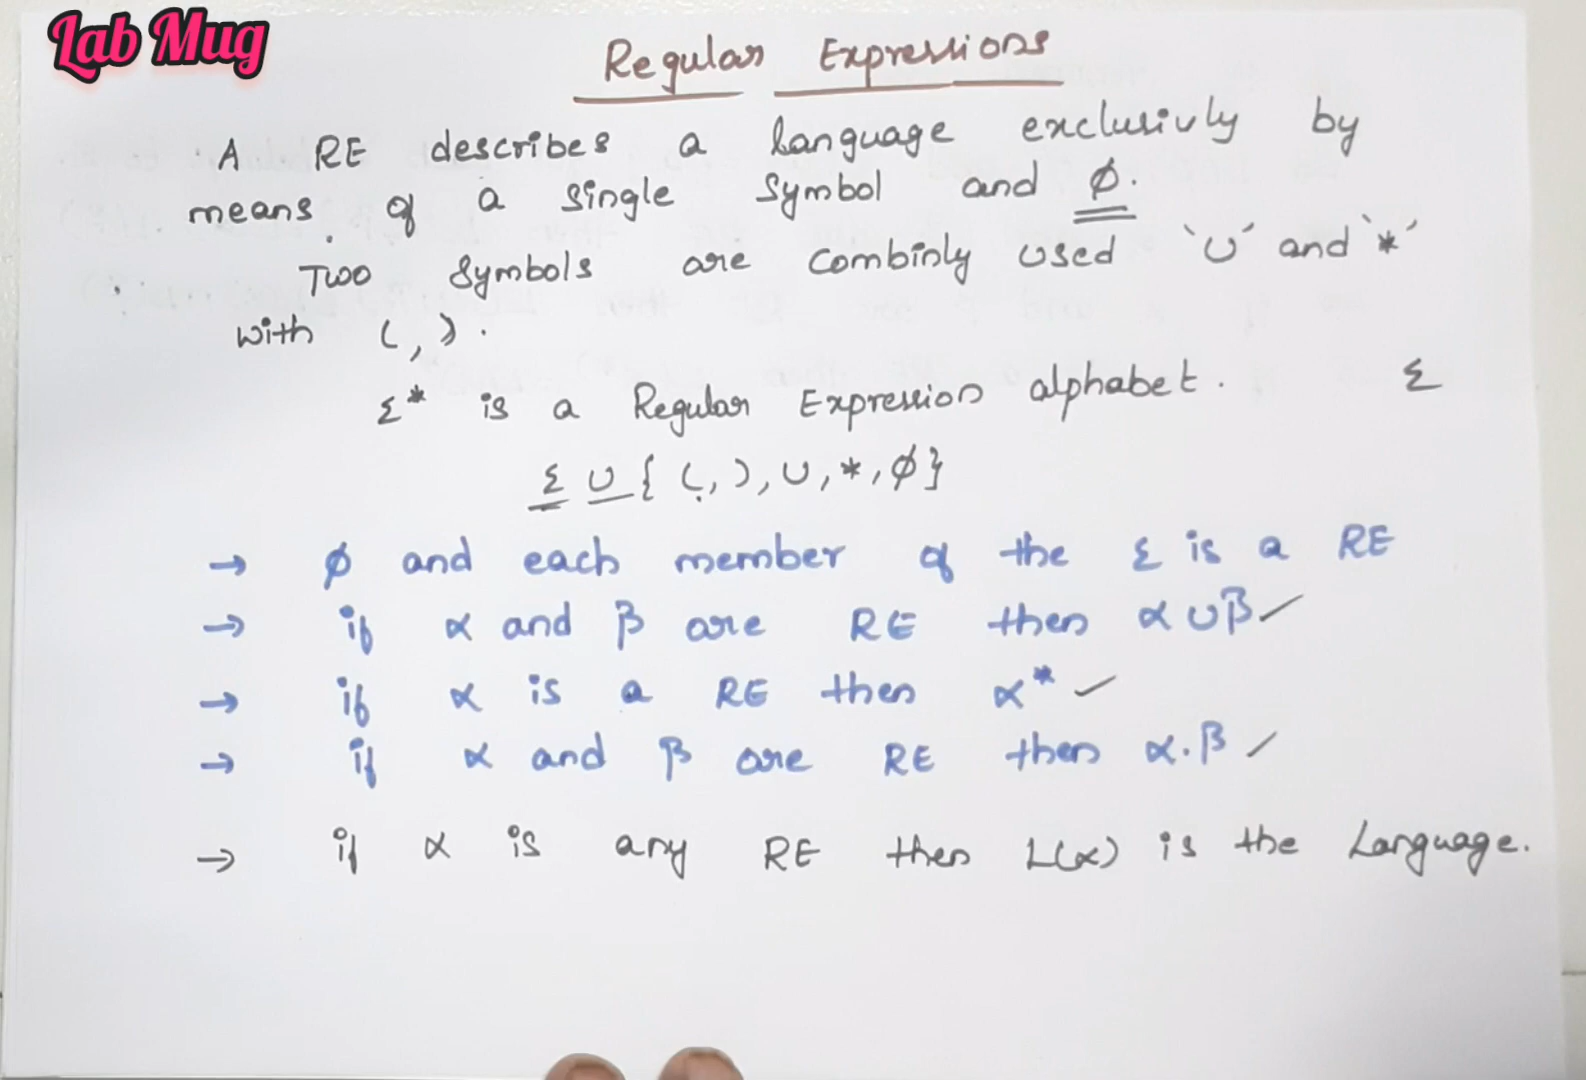 Lab Mug
Regular Expressions
A RE describes a language exclusivly by
means of a single symbol and ∅.
Two symbols are combinly used '∪' and '*'
with (,).
Σ* is a Regular Expression alphabet. Σ
Σ ∪ { (, ), ∪, *, ∅}
→ ∅ and each member of the Σ is a RE
→ if α and β are RE then α ∪ β ✓
→ if α is a RE then α* ✓
→ if α and β are RE then α.β ✓
→ if α is any RE then L(α) is the Language.